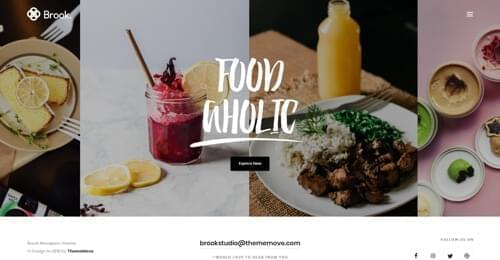 Brook.
FOOD
AHOLIC
Explore Now
FOLLOW US ON
Brook Wordpress Theme
© Design in 2018 by ThemeMove
brookstudio@thememove.com
I WOULD LOVE TO HEAR FROM YOU